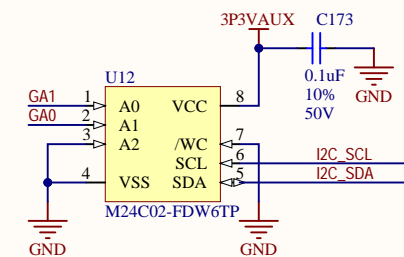 3P3VAUX
C173
0.1uF
10%
50V
GND
U12
GA1 1 A0 VCC 8
GA0 2 A1
3 A2 /WC 7
SCL 6 I2C_SCL
4 VSS SDA 5 I2C_SDA
M24C02-FDW6TP
GND
GND